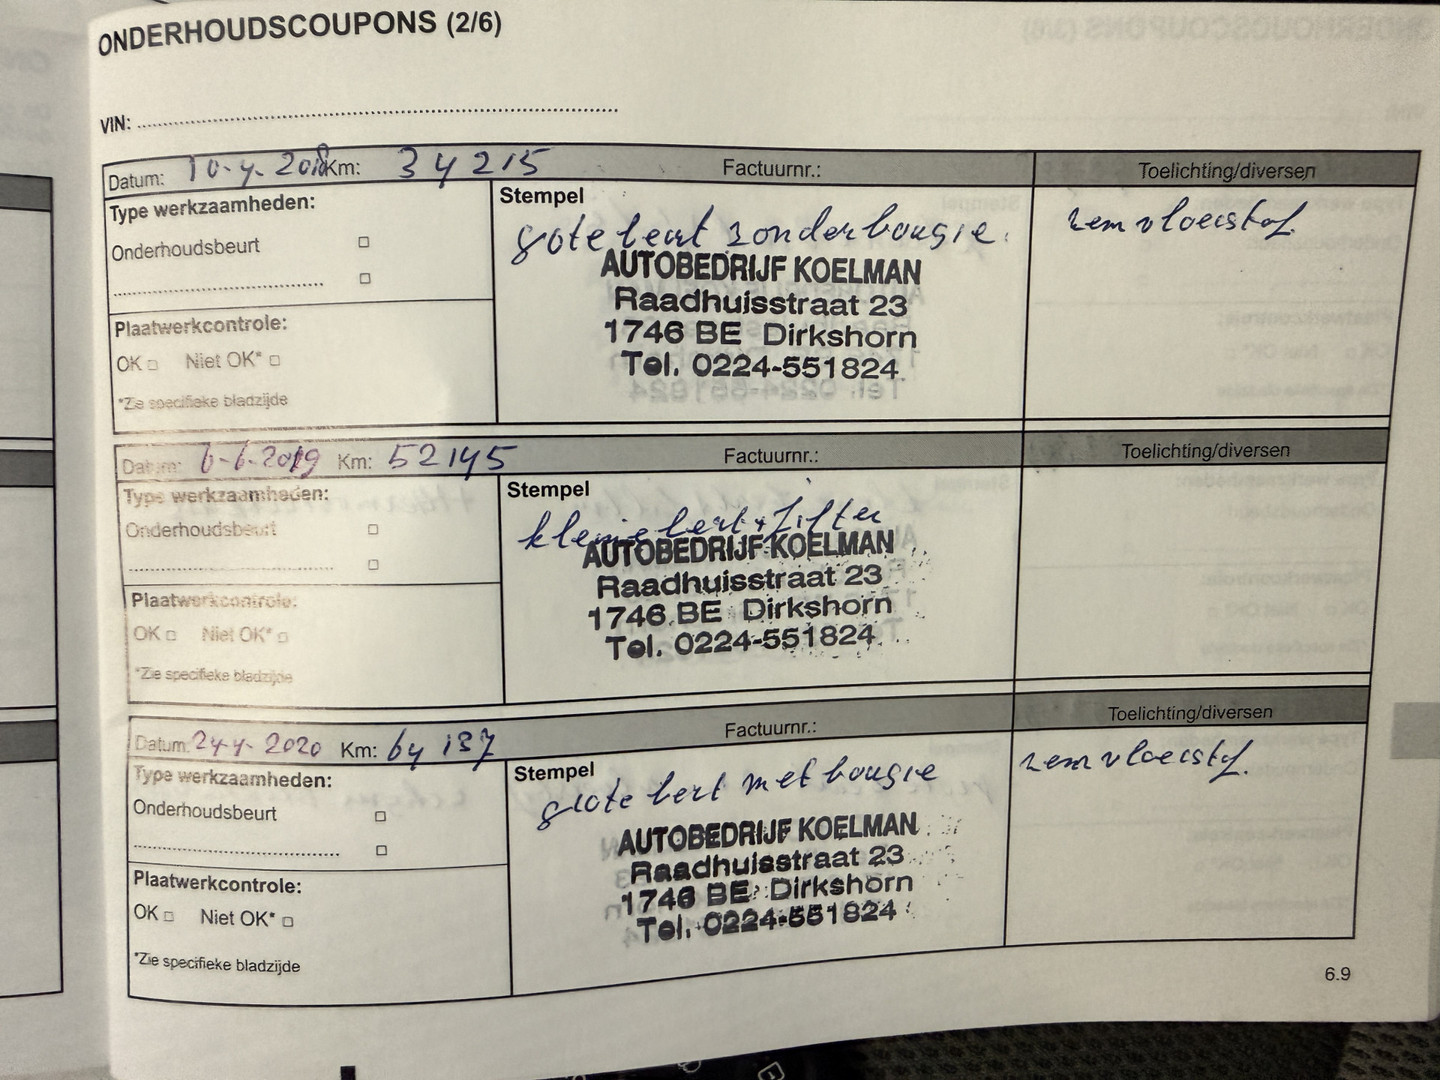 ONDERHOUDSCOUPONS (2/6)
VIN:
Datum: 10-4-2018 Km: 34215 Factuurnr.: Toelichting/diversen
Type werkzaamheden:
Onderhoudsbeurt
Plaatwerkcontrole:
OK Niet OK*
*Zie specifieke bladzijde
Stempel
grote beurt zonder bougie.
AUTOBEDRIJF KOELMAN
Raadhuisstraat 23
1746 BE Dirkshorn
Tel. 0224-551824
remvloeistof.
Datum: 6-6-2019 Km: 52145 Factuurnr.: Toelichting/diversen
Type werkzaamheden:
Onderhoudsbeurt
Plaatwerkcontrole:
OK Niet OK*
*Zie specifieke bladzijde
Stempel
kleine beurt + filter
AUTOBEDRIJF KOELMAN
Raadhuisstraat 23
1746 BE Dirkshorn
Tel. 0224-551824
Datum: 24-4-2020 Km: 64137 Factuurnr.: Toelichting/diversen
Type werkzaamheden:
Onderhoudsbeurt
Plaatwerkcontrole:
OK Niet OK*
*Zie specifieke bladzijde
Stempel
grote beurt met bougie
AUTOBEDRIJF KOELMAN
Raadhuisstraat 23
1746 BE Dirkshorn
Tel. 0224-551824
remvloeistof.
6.9